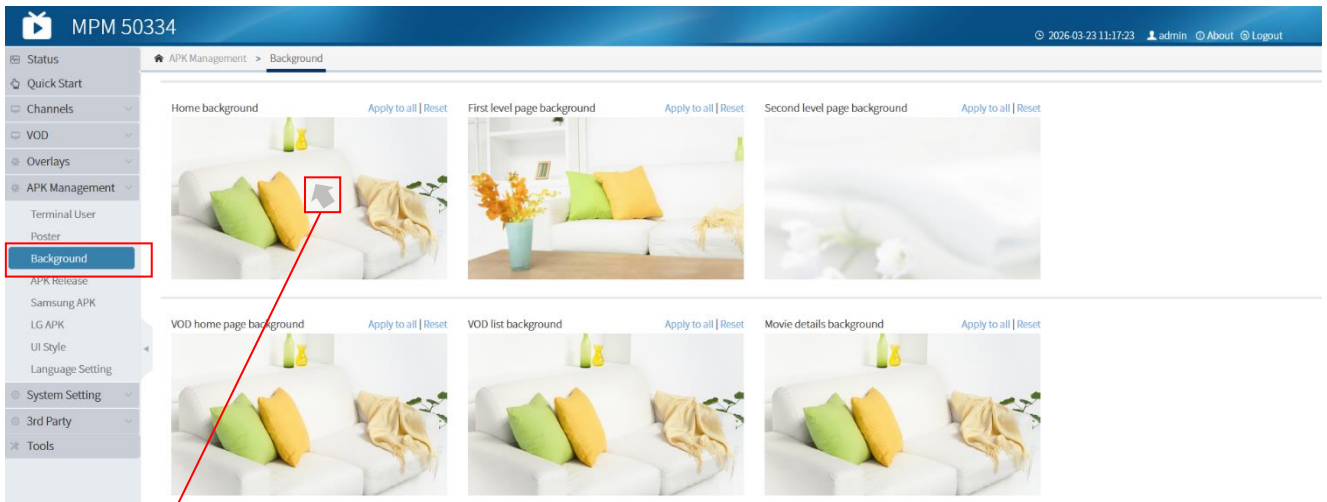 MPM 50334
2026-03-23 11:17:23 admin About Logout
Status
APK Management > Background
Quick Start
Channels
VOD
Overlays
APK Management
Terminal User
Poster
Background
APK Release
Samsung APK
LG APK
UI Style
Language Setting
System Setting
3rd Party
Tools
Home background Apply to all | Reset
First level page background Apply to all | Reset
Second level page background Apply to all | Reset
VOD home page background Apply to all | Reset
VOD list background Apply to all | Reset
Movie details background Apply to all | Reset